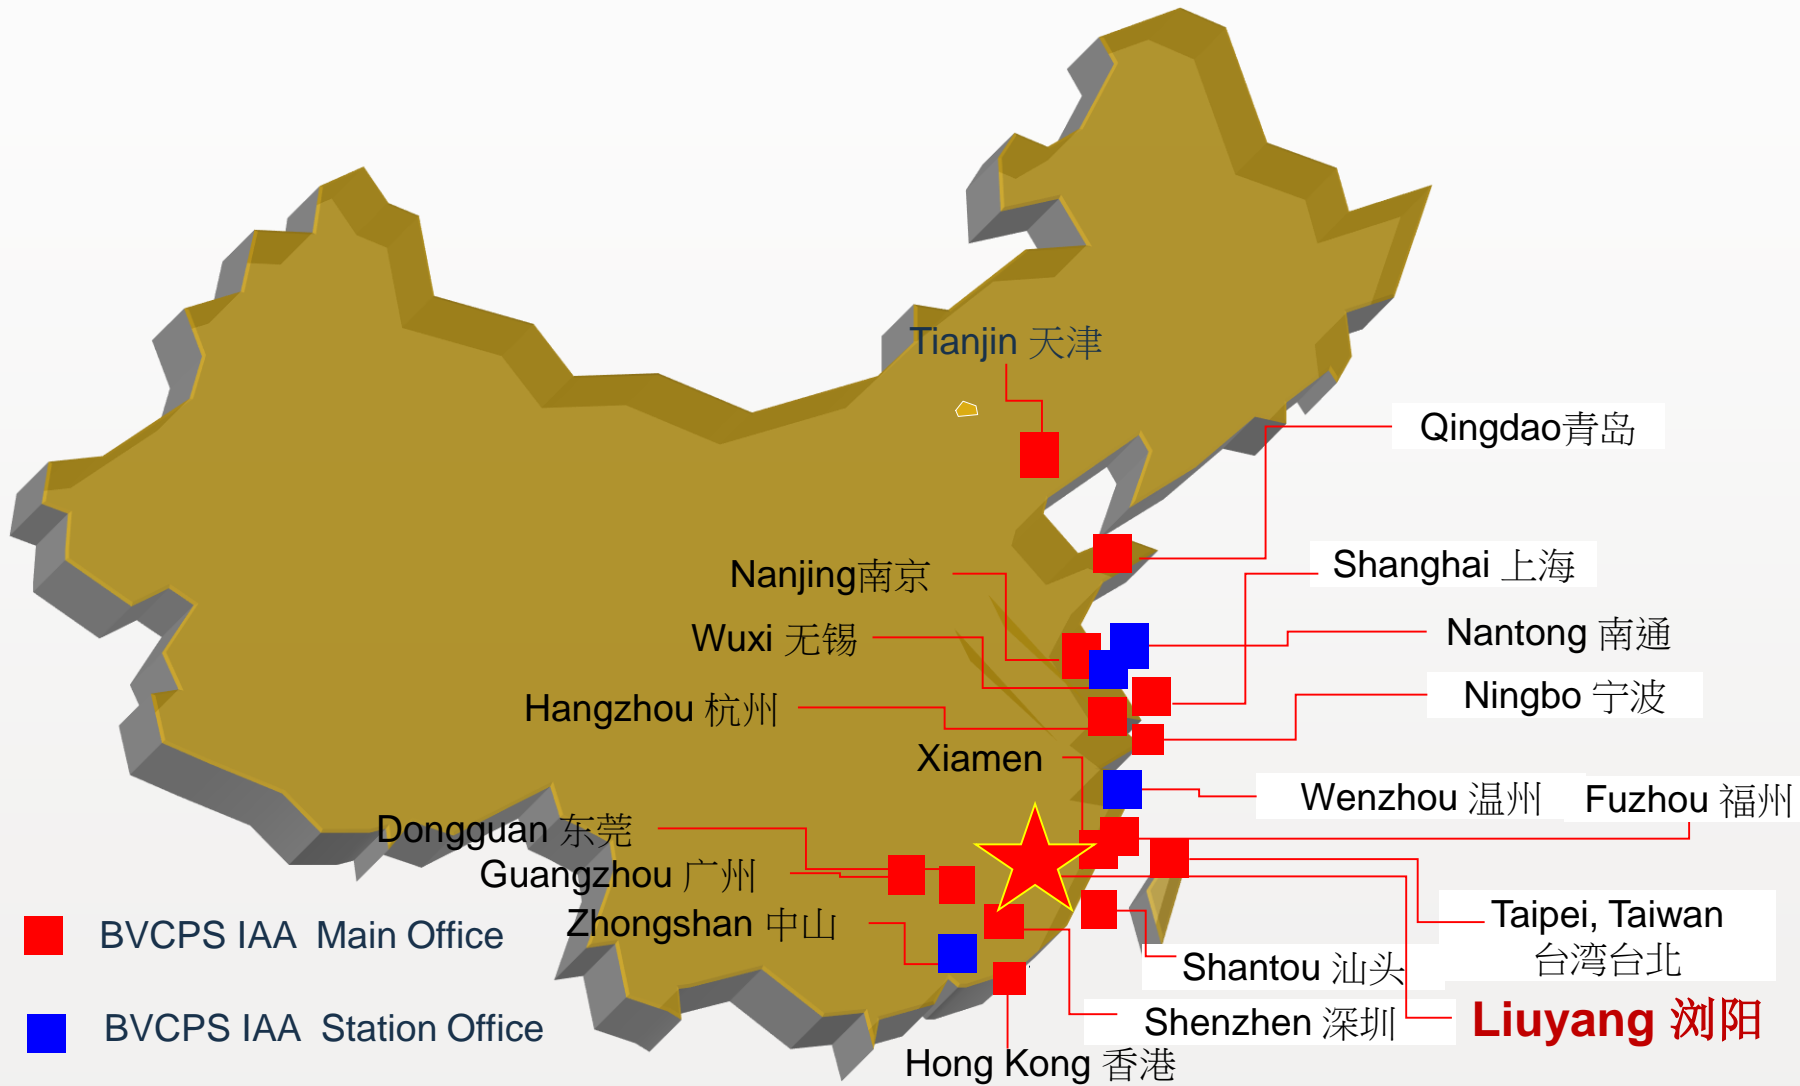 Tianjin 天津
Qingdao青岛
Shanghai 上海
Nanjing南京
Nantong 南通
Wuxi 无锡
Ningbo 宁波
Hangzhou 杭州
Xiamen
Wenzhou 温州
Fuzhou 福州
Dongguan 东莞
Guangzhou 广州
Zhongshan 中山
Taipei, Taiwan
台湾台北
BVCPS IAA Main Office
Shantou 汕头
Shenzhen 深圳
Liuyang 浏阳
BVCPS IAA Station Office
Hong Kong 香港